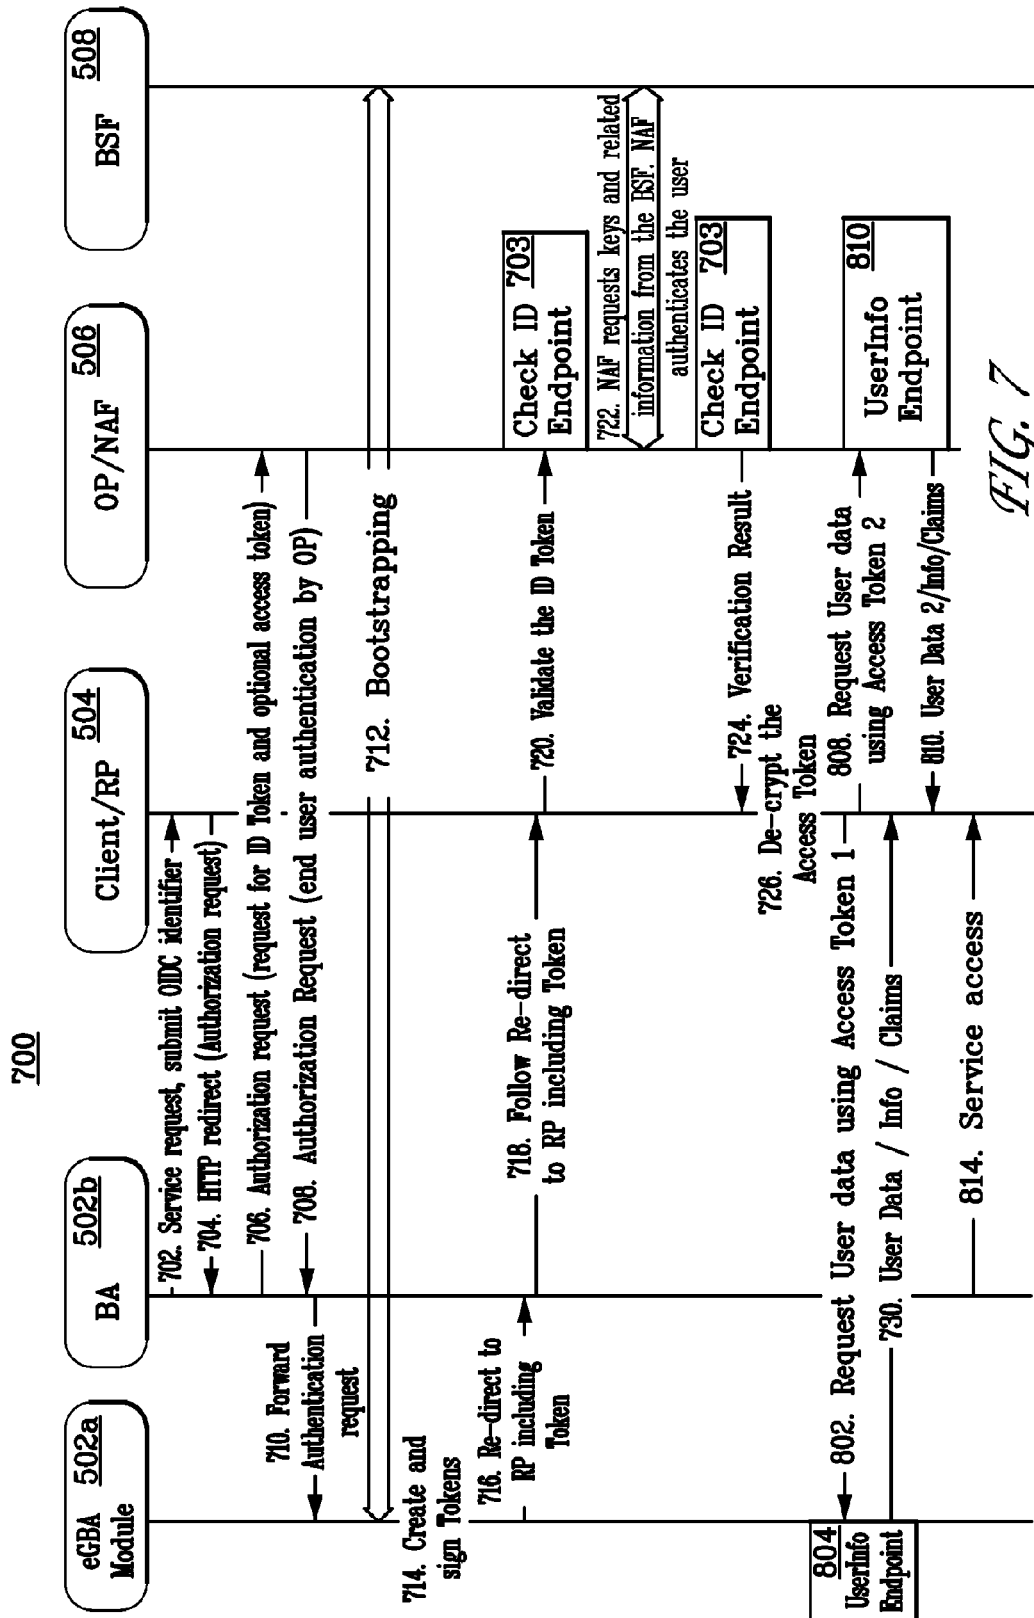 700
eGBA 502a
Module
BA 502b
Client/RP 504
OP/NAF 506
BSF 508
702. Service request, submit OIDC identifier
704. HTTP redirect (Authorization request)
706. Authorization request (request for ID Token and optional access token)
708. Authorization Request (end user authentication by OP)
710. Forward
Authentication
request
712. Bootstrapping
714. Create and
sign Tokens
716. Re-direct to
RP including
Token
718. Follow Re-direct
to RP including Token
720. Validate the ID Token
Check ID 703
Endpoint
722. NAF requests keys and related
information from the BSF. NAF
authenticates the user
Check ID 703
Endpoint
724. Verification Result
726. De-crypt the
Access Token
802. Request User data using Access Token 1
804
UserInfo
Endpoint
730. User Data / Info / Claims
808. Request User data
using Access Token 2
810
UserInfo
Endpoint
810. User Data 2/Info/Claims
814. Service access
FIG. 7